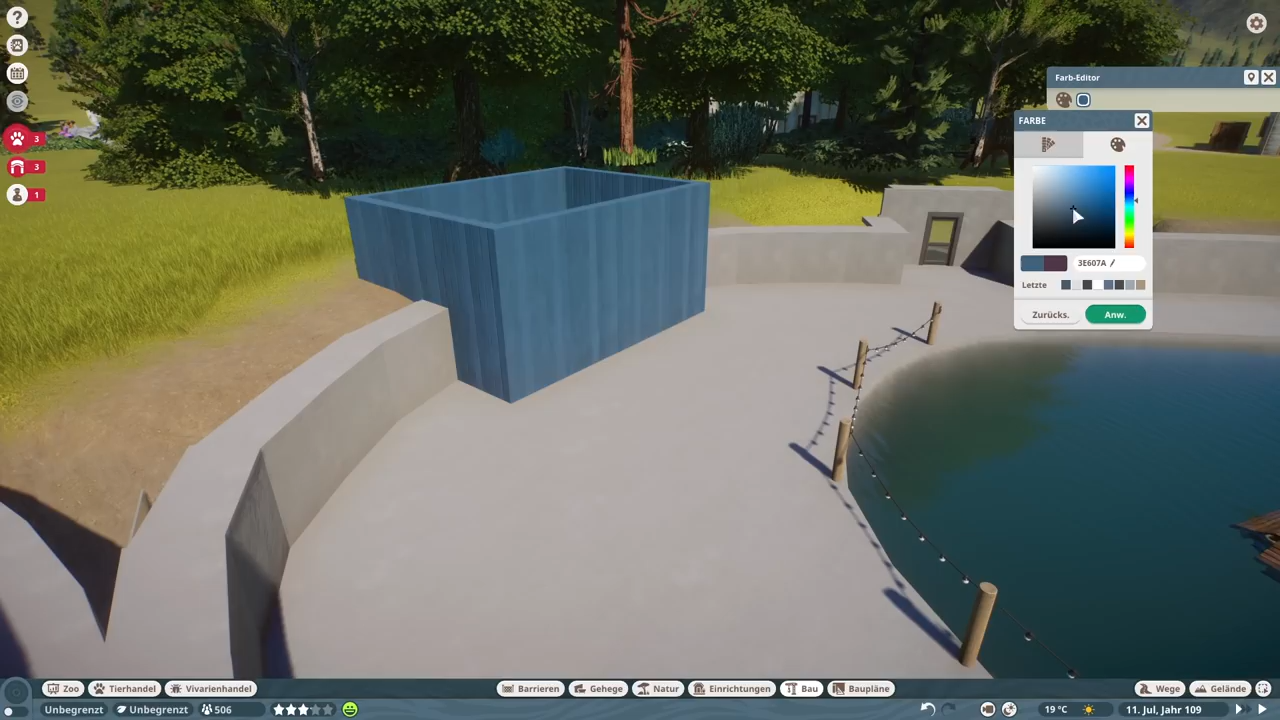 ?
Farb-Editor
FARBE
3
3
1
3E607A
Letzte
Zurücks. Anw.
Zoo Tierhandel Vivarienhandel Barrieren Gehege Natur Einrichtungen Bau Baupläne Wege Gelände
Unbegrenzt Unbegrenzt 506 19 °C 11. Jul, Jahr 109